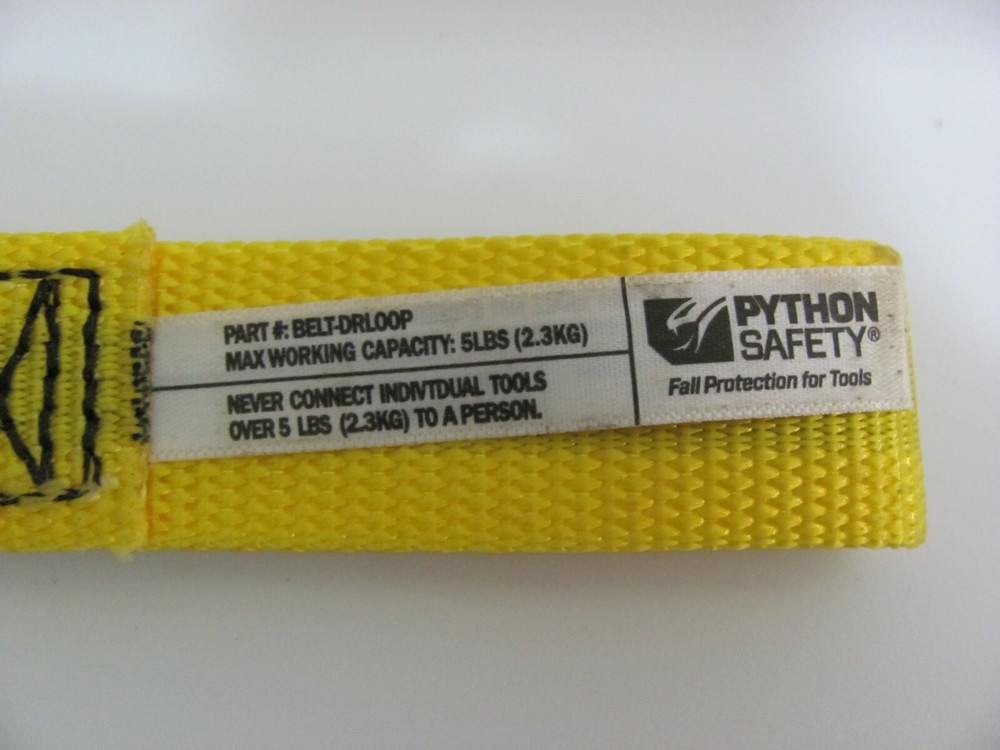 PART #: BELT-DRLOOP
MAX WORKING CAPACITY: 5LBS (2.3KG)
NEVER CONNECT INDIVTDUAL TOOLS
OVER 5 LBS (2.3KG) TO A PERSON.
PYTHON
SAFETY®
Fall Protection for Tools